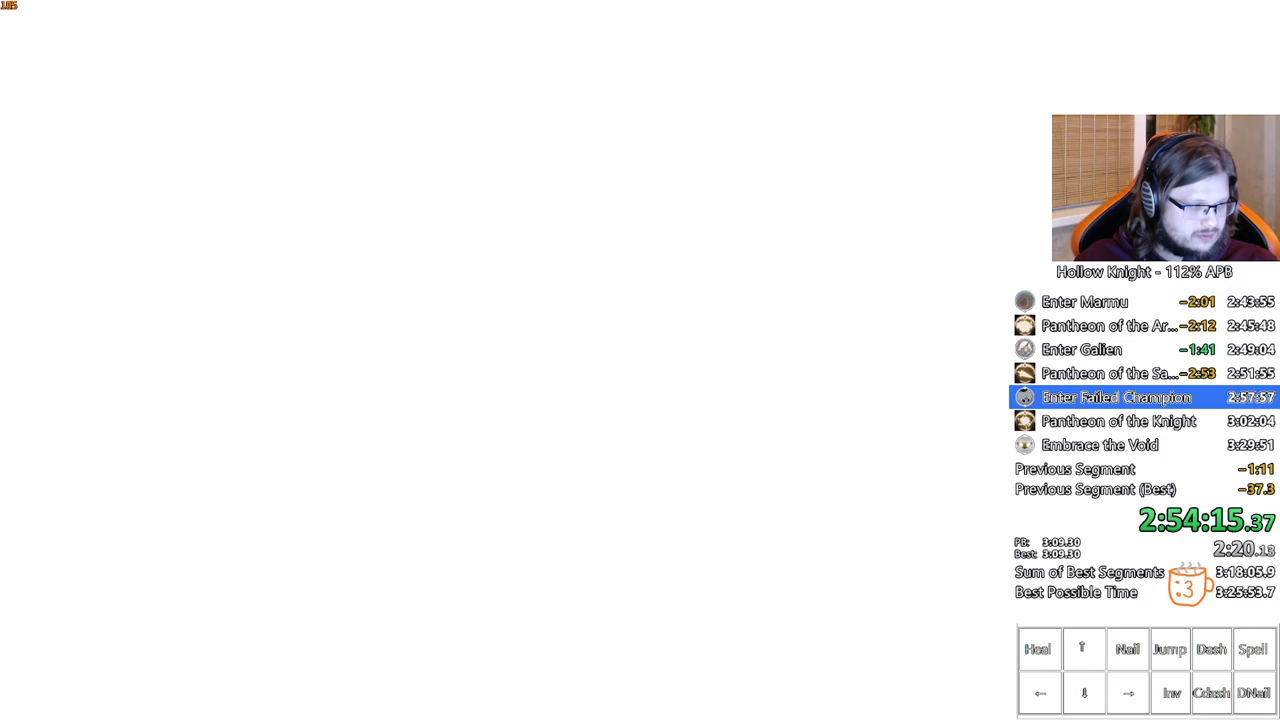 185
Hollow Knight - 112% APB
Enter Marmu -2:01 2:43:55
Pantheon of the Ar... -2:12 2:45:48
Enter Galien -1:41 2:49:04
Pantheon of the Sa... -2:53 2:51:55
Enter Failed Champion 2:57:57
Pantheon of the Knight 3:02:04
Embrace the Void 3:29:51
Previous Segment -1:11
Previous Segment (Best) -37.3
2:54:15.37
PB: 3:09.30 2:20.13
Best: 3:09.30
Sum of Best Segments 3:18:05.9
Best Possible Time 3:25:53.7
:3
Heal ↑ Nail Jump Dash Spell
← ↓ → Inv Cdash DNail